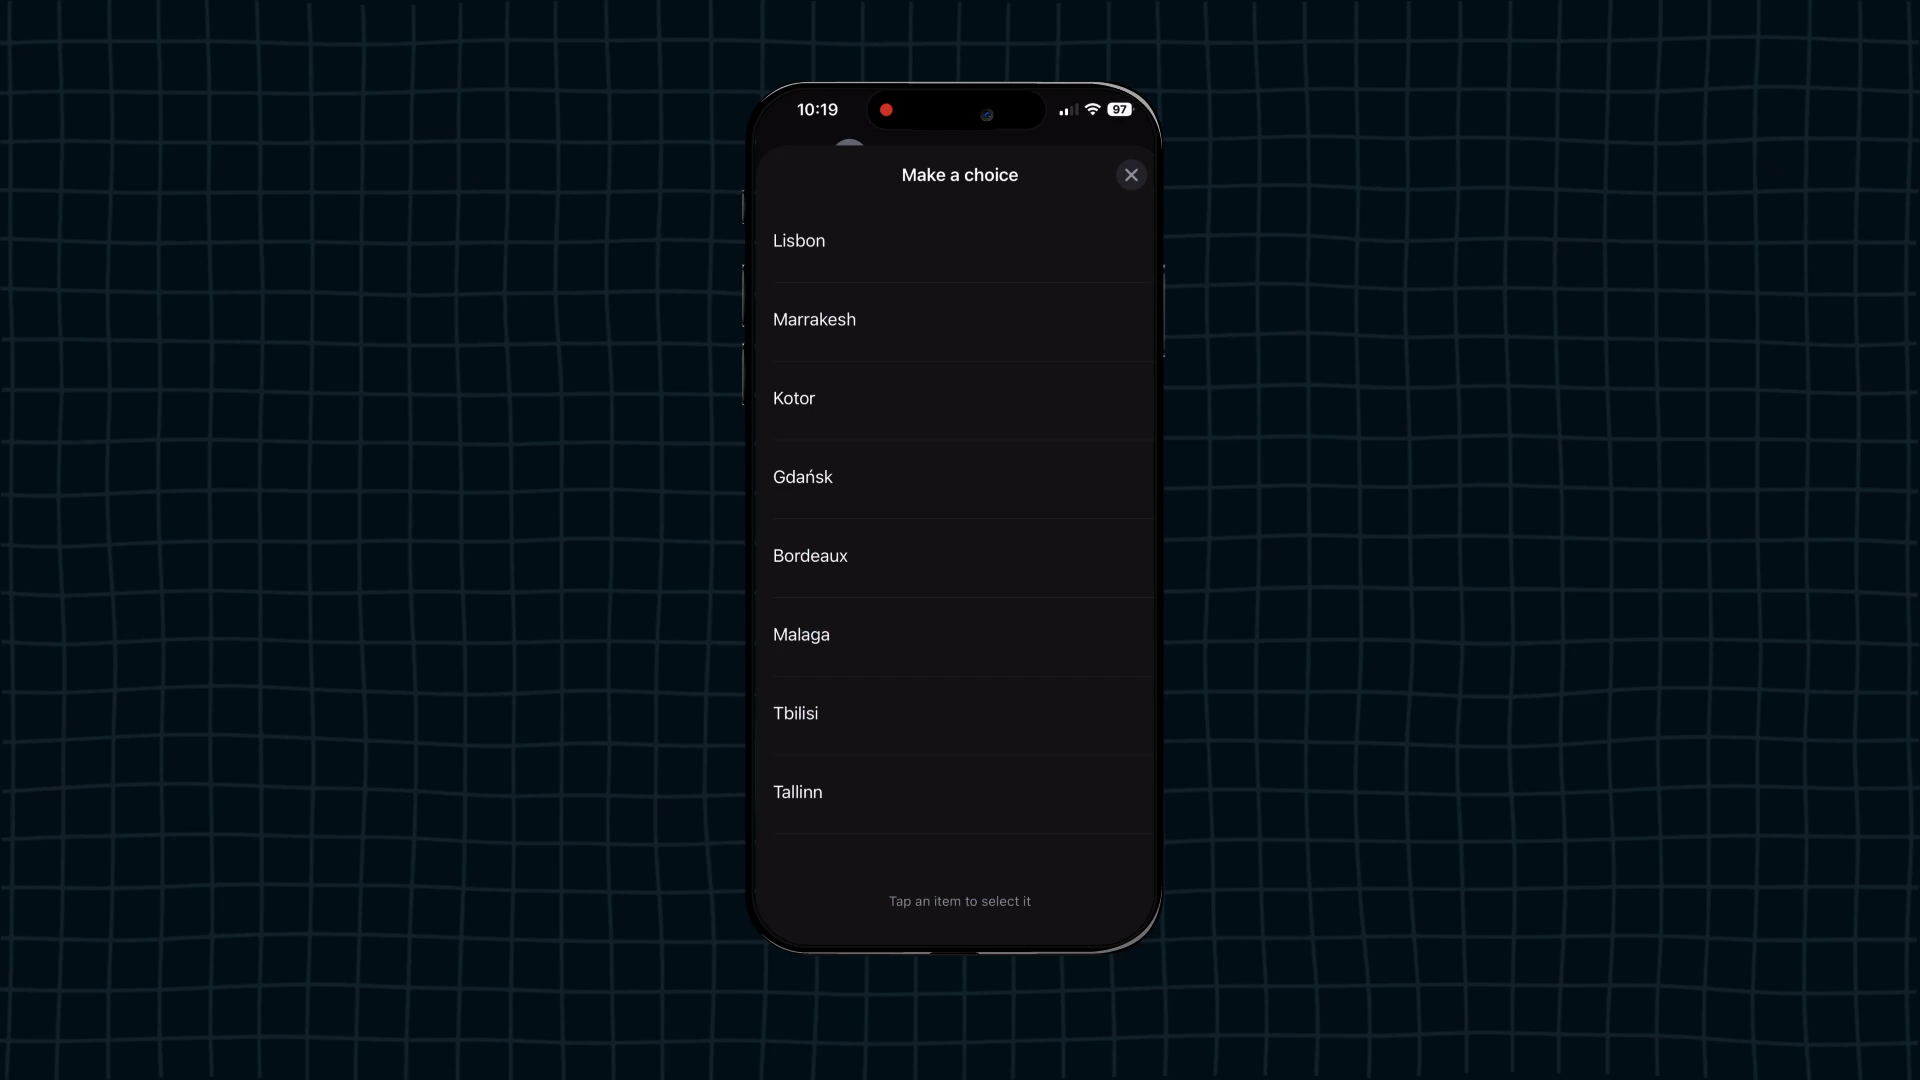 10:19
97
Make a choice
Lisbon
Marrakesh
Kotor
Gdańsk
Bordeaux
Malaga
Tbilisi
Tallinn
Tap an item to select it